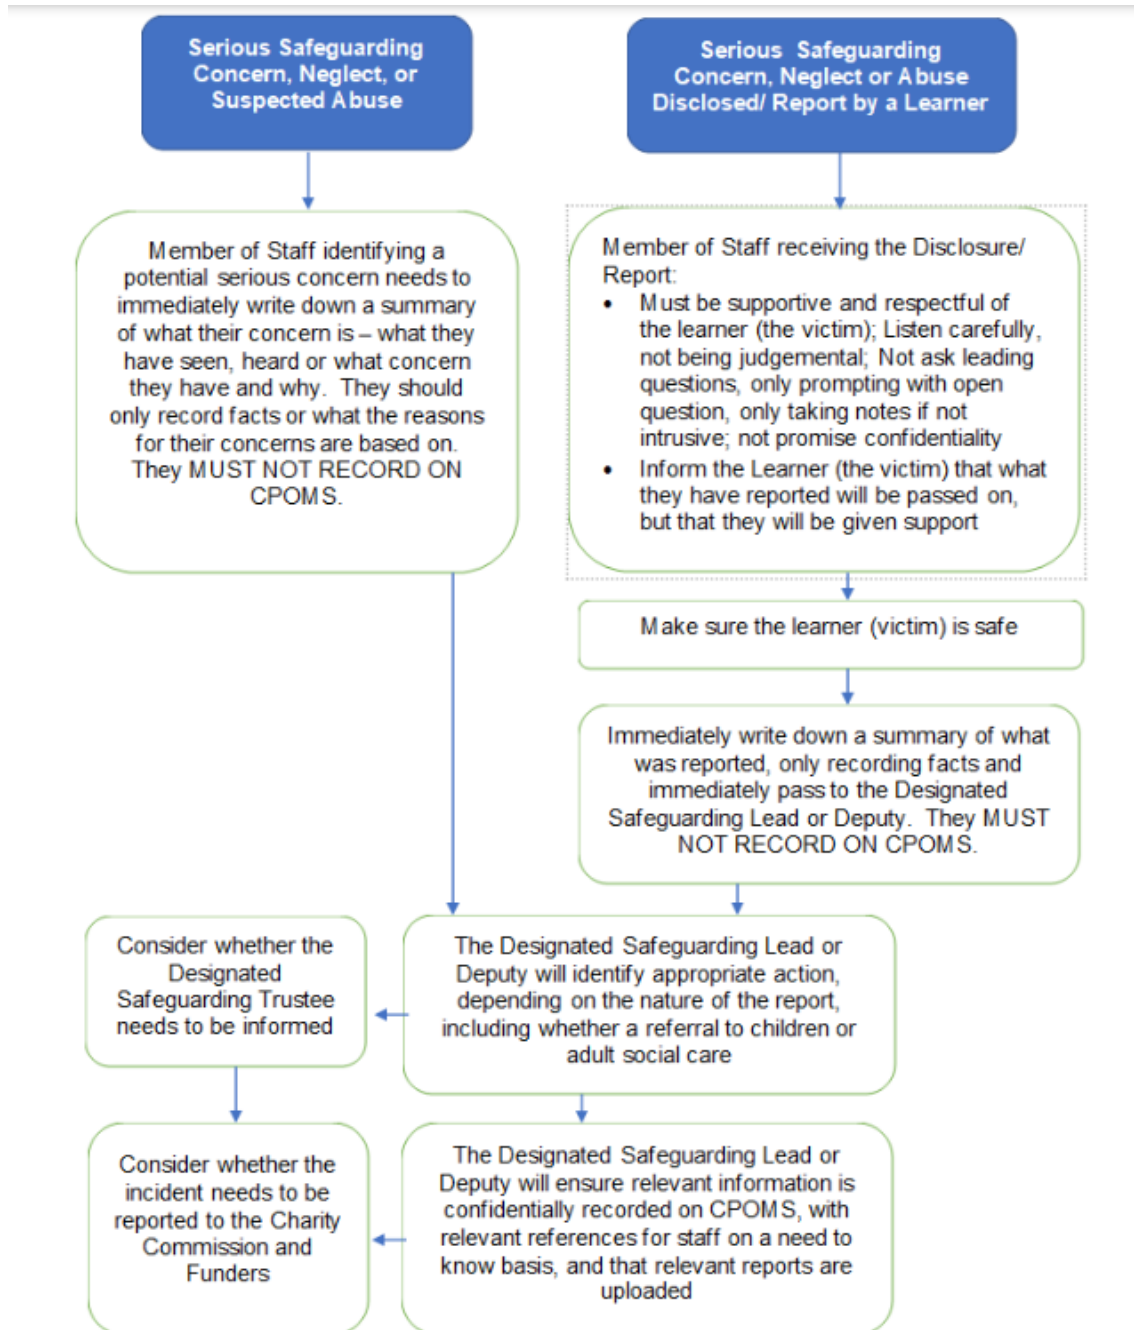 Serious Safeguarding
Concern, Neglect, or
Suspected Abuse
Serious Safeguarding
Concern, Neglect or Abuse
Disclosed/ Report by a Learner
Member of Staff identifying a
potential serious concern needs to
immediately write down a summary
of what their concern is – what they
have seen, heard or what concern
they have and why. They should
only record facts or what the reasons
for their concerns are based on.
They MUST NOT RECORD ON
CPOMS.
Member of Staff receiving the Disclosure/
Report:
• Must be supportive and respectful of
the learner (the victim); Listen carefully,
not being judgemental; Not ask leading
questions, only prompting with open
question, only taking notes if not
intrusive; not promise confidentiality
• Inform the Learner (the victim) that what
they have reported will be passed on,
but that they will be given support
Make sure the learner (victim) is safe
Immediately write down a summary of what
was reported, only recording facts and
immediately pass to the Designated
Safeguarding Lead or Deputy. They MUST
NOT RECORD ON CPOMS.
Consider whether the
Designated
Safeguarding Trustee
needs to be informed
The Designated Safeguarding Lead or
Deputy will identify appropriate action,
depending on the nature of the report,
including whether a referral to children or
adult social care
Consider whether the
incident needs to be
reported to the Charity
Commission and
Funders
The Designated Safeguarding Lead or
Deputy will ensure relevant information is
confidentially recorded on CPOMS, with
relevant references for staff on a need to
know basis, and that relevant reports are
uploaded